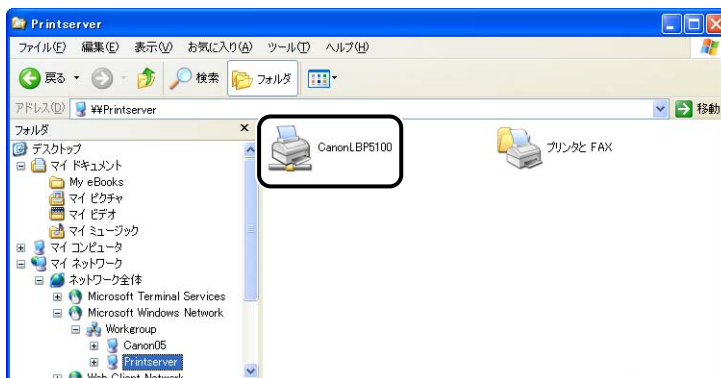 Printserver
ファイル(F) 編集(E) 表示(V) お気に入り(A) ツール(T) ヘルプ(H)
戻る 検索 フォルダ
アドレス(D) ¥¥Printserver 移動
フォルダ ×
デスクトップ
マイ ドキュメント
My eBooks
マイ ピクチャ
マイ ビデオ
マイ ミュージック
マイ コンピュータ
マイ ネットワーク
ネットワーク全体
Microsoft Terminal Services
Microsoft Windows Network
Workgroup
Canon05
Printserver
Web Client Network
CanonLBP5100
プリンタと FAX